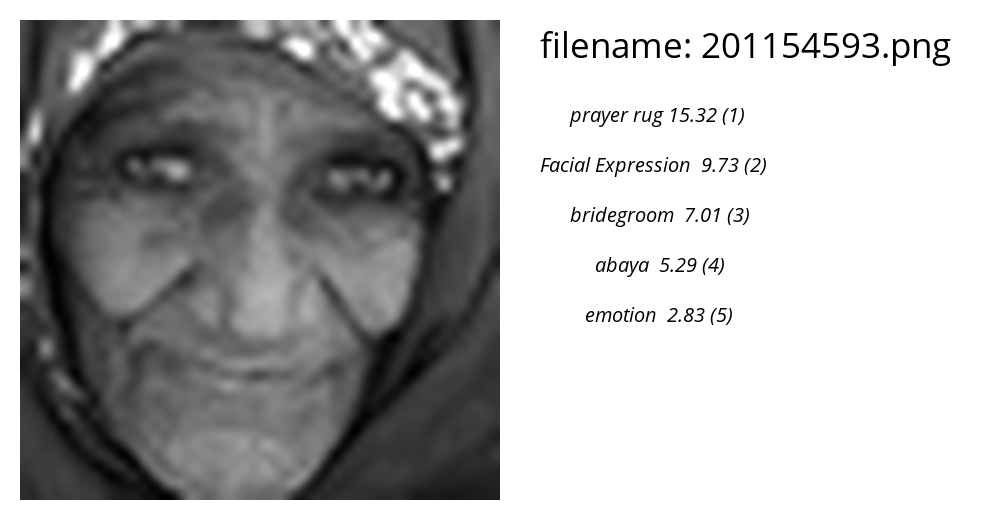 filename: 201154593.png
prayer rug 15.32 (1)
Facial Expression 9.73 (2)
bridegroom 7.01 (3)
abaya 5.29 (4)
emotion 2.83 (5)